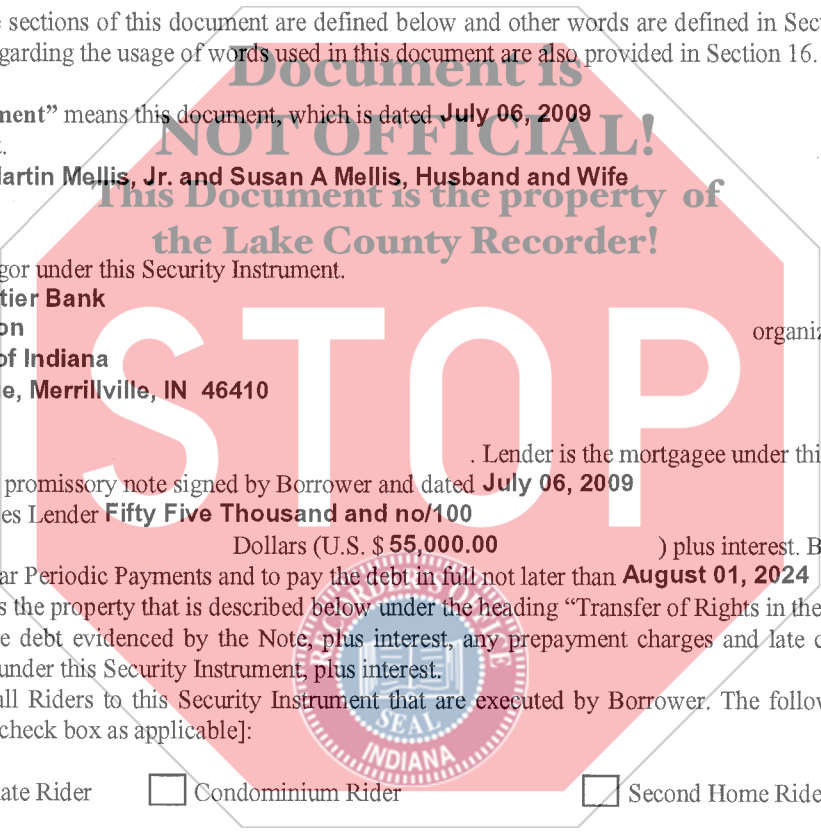 sections of this document are defined below and other words are defined in Sec
garding the usage of words used in this document are also provided in Section 16.
Document is
ment” means this document, which is dated July 06, 2009
NOT OFFICIAL!
artin Mellis, Jr. and Susan A Mellis, Husband and Wife
This Document is the property of
the Lake County Recorder!
gor under this Security Instrument.
tier Bank
on
organiz
of Indiana
e, Merrillville, IN 46410
STOP
. Lender is the mortgagee under thi
promissory note signed by Borrower and dated July 06, 2009
es Lender Fifty Five Thousand and no/100
Dollars (U.S. $ 55,000.00 ) plus interest. B
ar Periodic Payments and to pay the debt in full not later than August 01, 2024
s the property that is described below under the heading “Transfer of Rights in the
e debt evidenced by the Note, plus interest, any prepayment charges and late c
under this Security Instrument, plus interest.
all Riders to this Security Instrument that are executed by Borrower. The follow
check box as applicable]:
SEAL
INDIANA
ate Rider Condominium Rider Second Home Ride